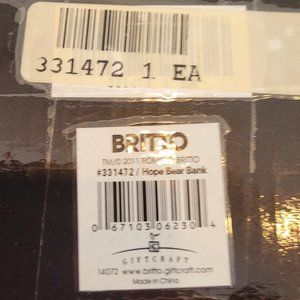 331472 1 EA
BRITTO
TM/© 2011 ROMERO BRITTO
#331472 / Hope Bear Bank
0 67103 06230 4
GIFTCRAFT
14072 www.britto.giftcraft.com
Made in China